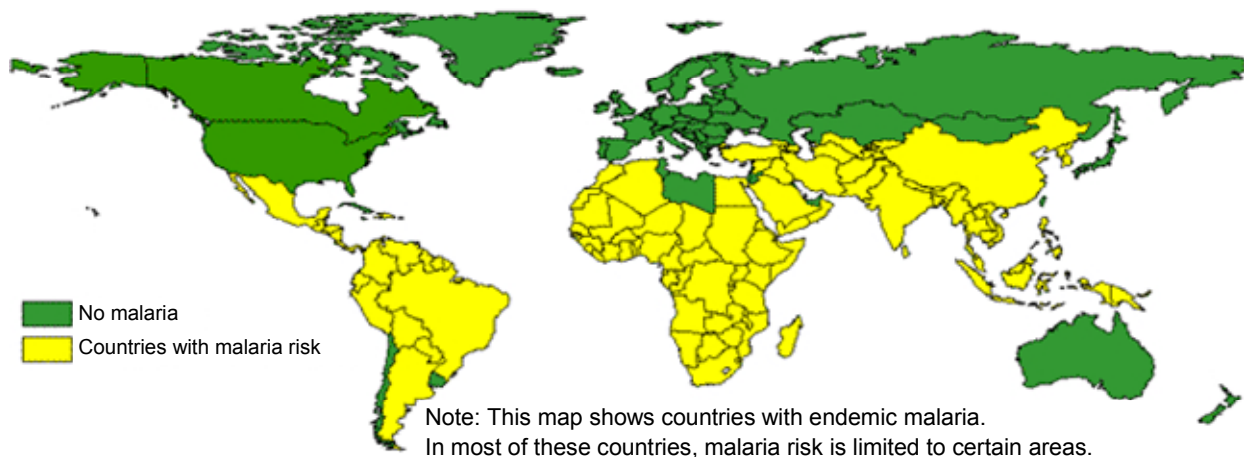 No malaria
Countries with malaria risk
Note: This map shows countries with endemic malaria.
In most of these countries, malaria risk is limited to certain areas.